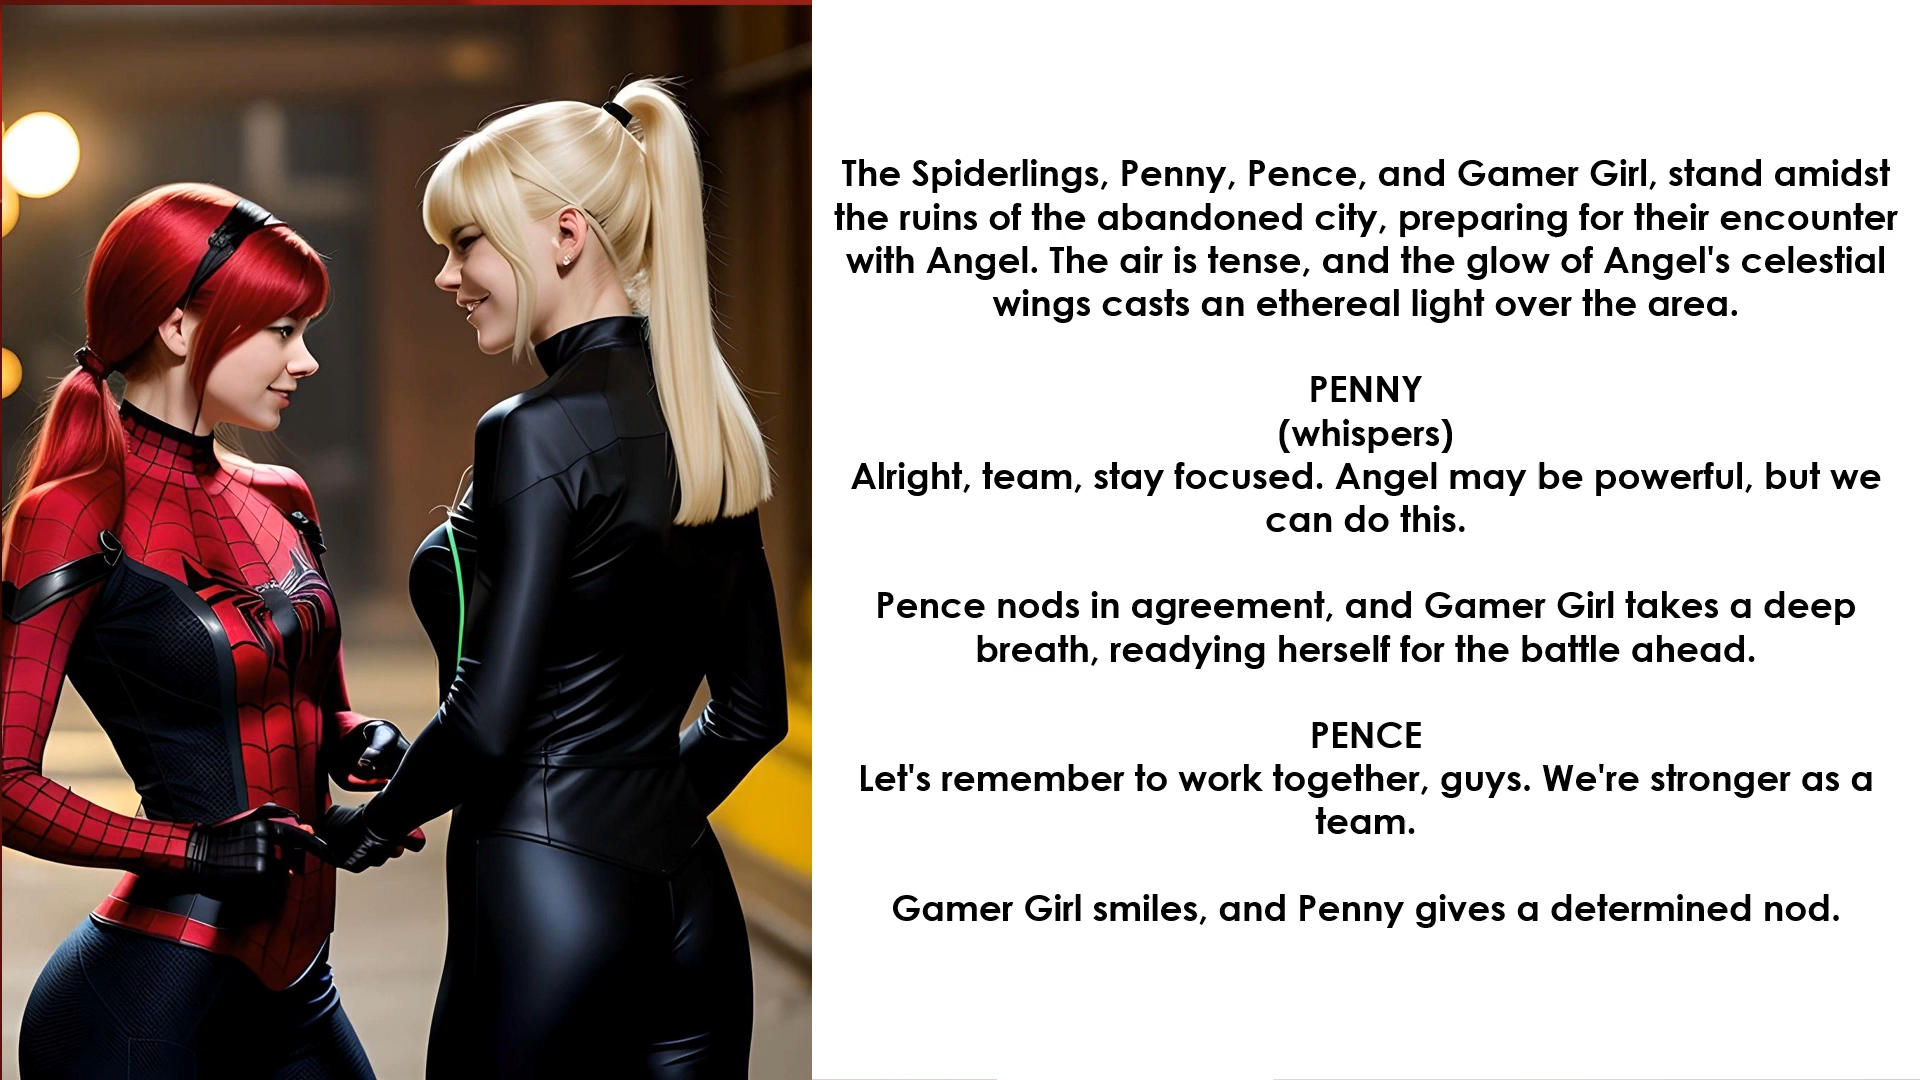 The Spiderlings, Penny, Pence, and Gamer Girl, stand amidst
the ruins of the abandoned city, preparing for their encounter
with Angel. The air is tense, and the glow of Angel's celestial
wings casts an ethereal light over the area.
PENNY
(whispers)
Alright, team, stay focused. Angel may be powerful, but we
can do this.
Pence nods in agreement, and Gamer Girl takes a deep
breath, readying herself for the battle ahead.
PENCE
Let's remember to work together, guys. We're stronger as a
team.
Gamer Girl smiles, and Penny gives a determined nod.